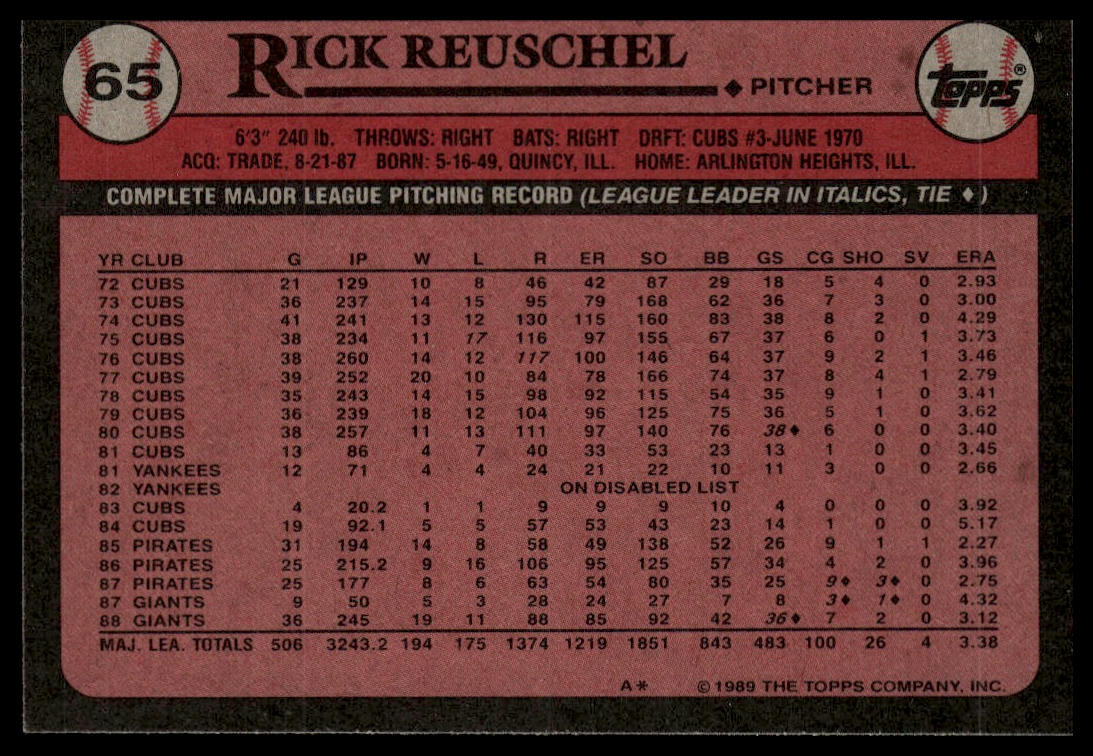 65
RICK REUSCHEL
◆ PITCHER
TOPPS®
6'3" 240 lb. THROWS: RIGHT BATS: RIGHT DRFT: CUBS #3-JUNE 1970
ACQ: TRADE, 8-21-87 BORN: 5-16-49, QUINCY, ILL. HOME: ARLINGTON HEIGHTS, ILL.
COMPLETE MAJOR LEAGUE PITCHING RECORD (LEAGUE LEADER IN ITALICS, TIE ♦)
YR CLUB G IP W L R ER SO BB GS CG SHO SV ERA
72 CUBS 21 129 10 8 46 42 87 29 18 5 4 0 2.93
73 CUBS 36 237 14 15 95 79 168 62 36 7 3 0 3.00
74 CUBS 41 241 13 12 130 115 160 83 38 8 2 0 4.29
75 CUBS 38 234 11 17 116 97 155 67 37 6 0 1 3.73
76 CUBS 38 260 14 12 117 100 146 64 37 9 2 1 3.46
77 CUBS 39 252 20 10 84 78 166 74 37 8 4 1 2.79
78 CUBS 35 243 14 15 98 92 115 54 35 9 1 0 3.41
79 CUBS 36 239 18 12 104 96 125 75 36 5 1 0 3.62
80 CUBS 38 257 11 13 111 97 140 76 38♦ 6 0 0 3.40
81 CUBS 13 86 4 7 40 33 53 23 13 1 0 0 3.45
81 YANKEES 12 71 4 4 24 21 22 10 11 3 0 0 2.66
82 YANKEES ON DISABLED LIST
83 CUBS 4 20.2 1 1 9 9 9 10 4 0 0 0 3.92
84 CUBS 19 92.1 5 5 57 53 43 23 14 1 0 0 5.17
85 PIRATES 31 194 14 8 58 49 138 52 26 9 1 1 2.27
86 PIRATES 25 215.2 9 16 106 95 125 57 34 4 2 0 3.96
87 PIRATES 25 177 8 6 63 54 80 35 25 9♦ 3♦ 0 2.75
87 GIANTS 9 50 5 3 28 24 27 7 8 3♦ 1♦ 0 4.32
88 GIANTS 36 245 19 11 88 85 92 42 36♦ 7 2 0 3.12
MAJ. LEA. TOTALS 506 3243.2 194 175 1374 1219 1851 843 483 100 26 4 3.38
A* © 1989 THE TOPPS COMPANY, INC.